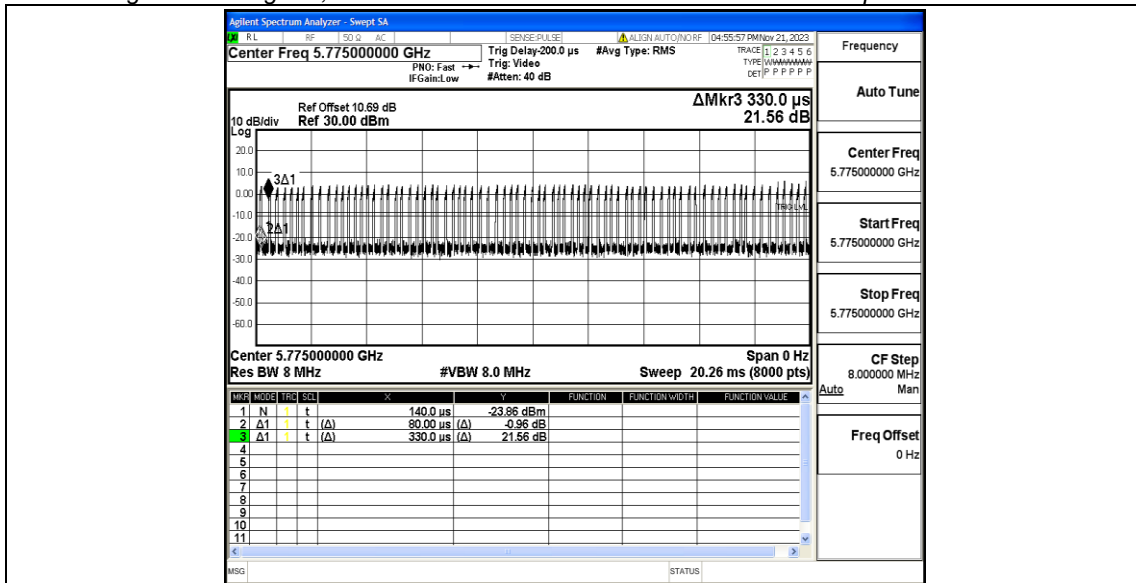 Agilent Spectrum Analyzer - Swept SA
RL RF 50 Ω AC SENSE:PULSE ALIGN AUTO/NO RF 04:55:57 PM Nov 21, 2023
Center Freq 5.775000000 GHz
PNO: Fast
IFGain:Low
Trig Delay-200.0 µs
Trig: Video
#Atten: 40 dB
#Avg Type: RMS
TRACE 1 2 3 4 5 6
TYPE
DET P P P P P P
Ref Offset 10.69 dB
10 dB/div Ref 30.00 dBm
Log
ΔMkr3 330.0 µs
21.56 dB
20.0
10.0
3Δ1
0.00
TRIG LVL
-10.0
2Δ1
-20.0
-30.0
-40.0
-50.0
-60.0
Center 5.775000000 GHz Span 0 Hz
Res BW 8 MHz #VBW 8.0 MHz Sweep 20.26 ms (8000 pts)
MKR MODE TRC SCL X Y FUNCTION FUNCTION WIDTH FUNCTION VALUE
1 N 1 t 140.0 µs -23.86 dBm
2 Δ1 1 t (Δ) 80.00 µs (Δ) -0.96 dB
3 Δ1 1 t (Δ) 330.0 µs (Δ) 21.56 dB
4
5
6
7
8
9
10
11
MSG STATUS
Frequency
Auto Tune
Center Freq
5.775000000 GHz
Start Freq
5.775000000 GHz
Stop Freq
5.775000000 GHz
CF Step
8.000000 MHz
Auto Man
Freq Offset
0 Hz